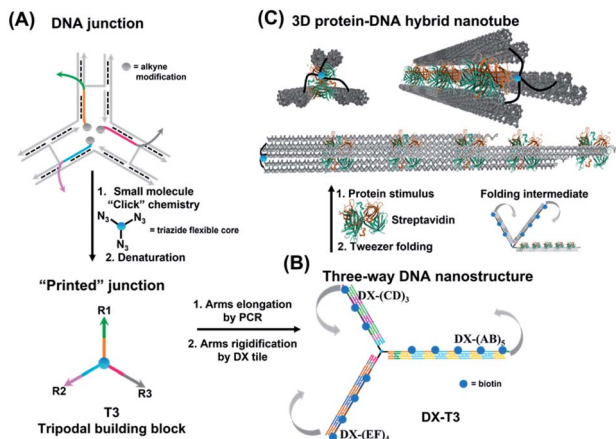 (A)
DNA junction
= alkyne
modification
1. Small molecule
“Click” chemistry
N3
N3
N3
= triazide flexible core
2. Denaturation
“Printed” junction
R1
R2
R3
T3
Tripodal building block
1. Arms elongation
by PCR
2. Arms rigidification
by DX tile
(C) 3D protein-DNA hybrid nanotube
1. Protein stimulus
Streptavidin
2. Tweezer folding
Folding intermediate
(B)
Three-way DNA nanostructure
DX-(CD)3
DX-(AB)5
= biotin
DX-T3
DX-(EF)4